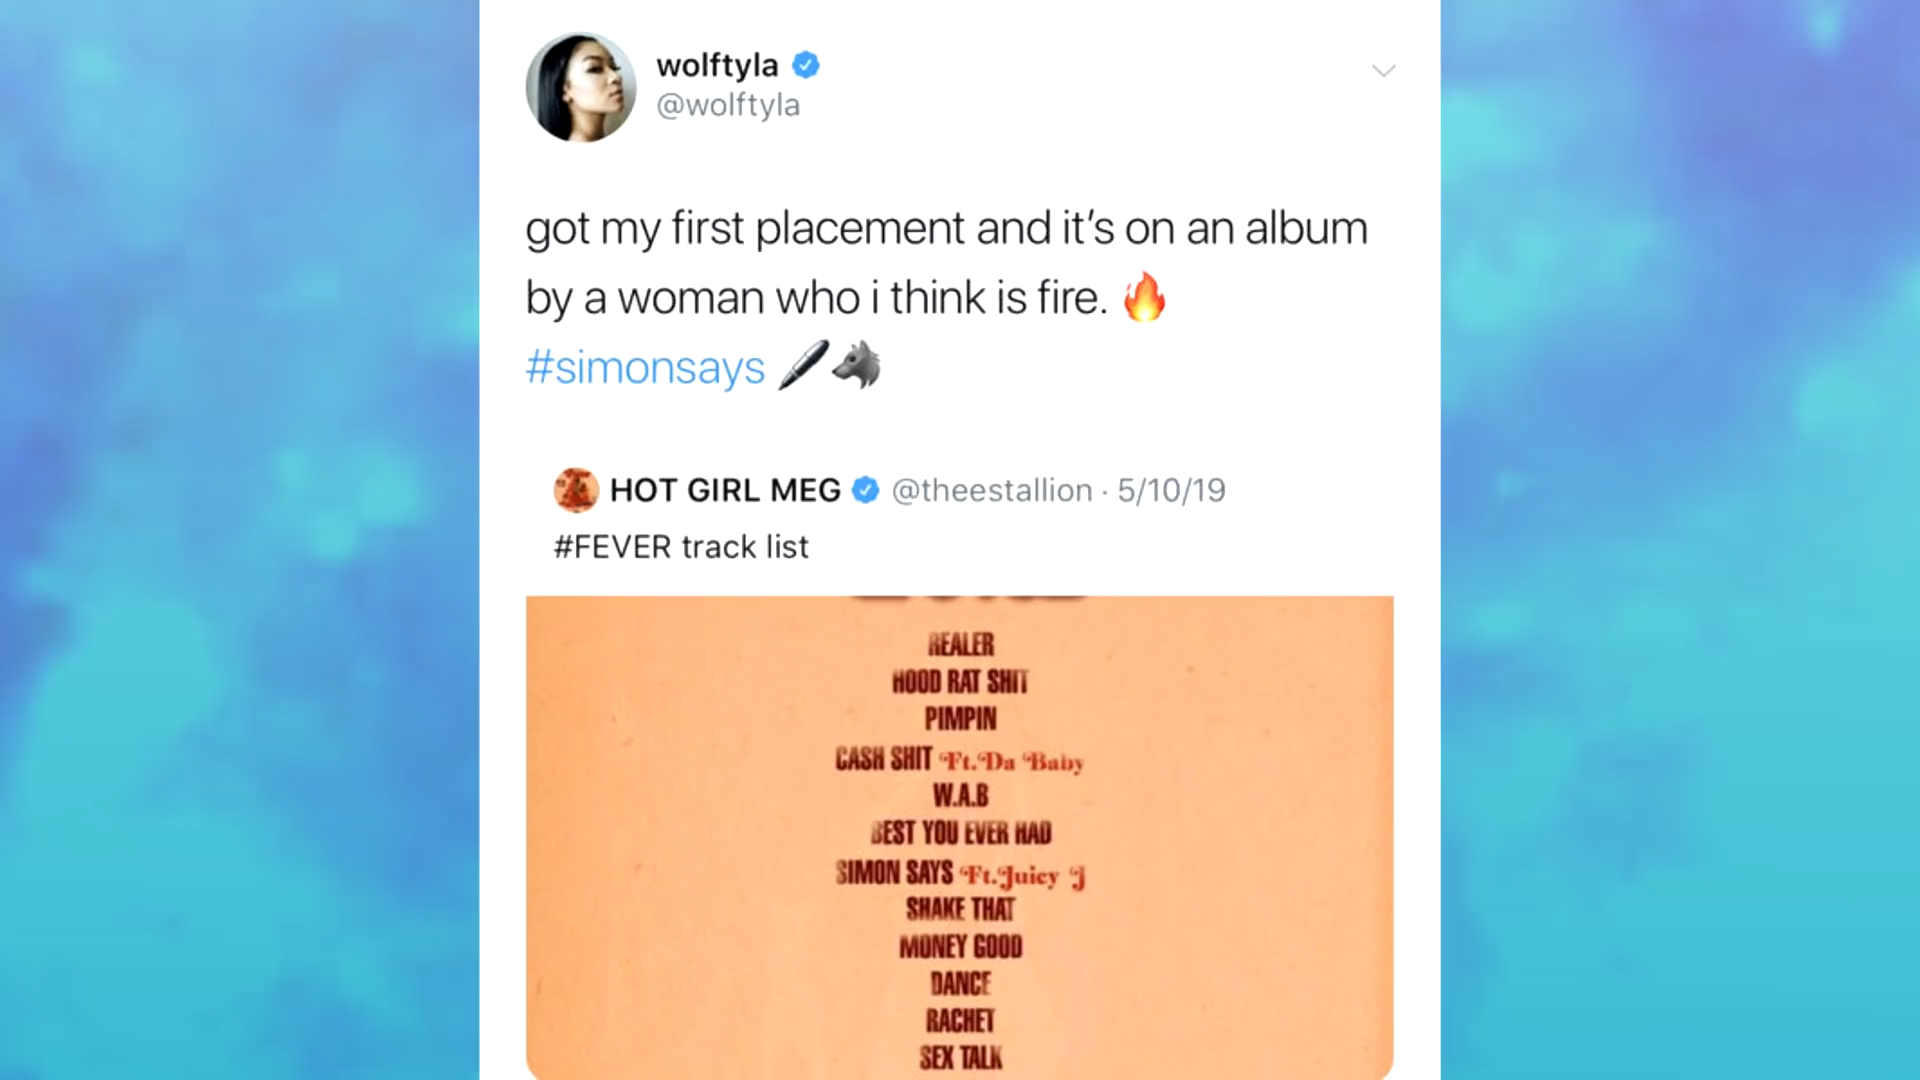 wolftyla
@wolftyla
got my first placement and it's on an album
by a woman who i think is fire. 🔥
#simonsays 🖊️🐺
HOT GIRL MEG @theestallion · 5/10/19
#FEVER track list
REALER
HOOD RAT SHIT
PIMPIN
CASH SHIT Ft. Da Baby
W.A.B
BEST YOU EVER HAD
SIMON SAYS Ft. Juicy J
SHAKE THAT
MONEY GOOD
DANCE
RACHET
SEX TALK